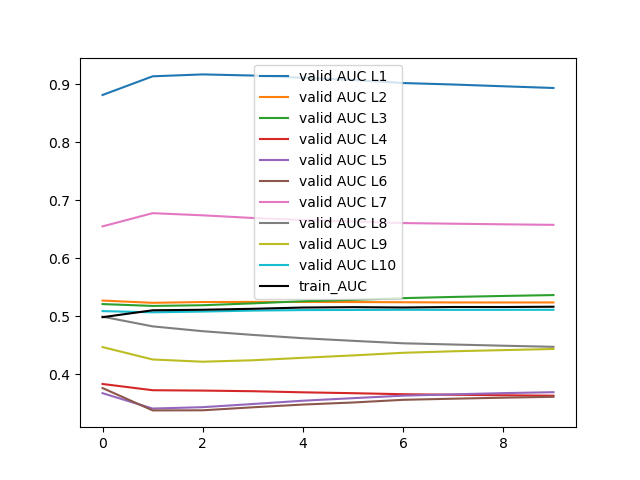 0.9
0.8
0.7
0.6
0.5
0.4
0
2
4
6
8
valid AUC L1
valid AUC L2
valid AUC L3
valid AUC L4
valid AUC L5
valid AUC L6
valid AUC L7
valid AUC L8
valid AUC L9
valid AUC L10
train_AUC